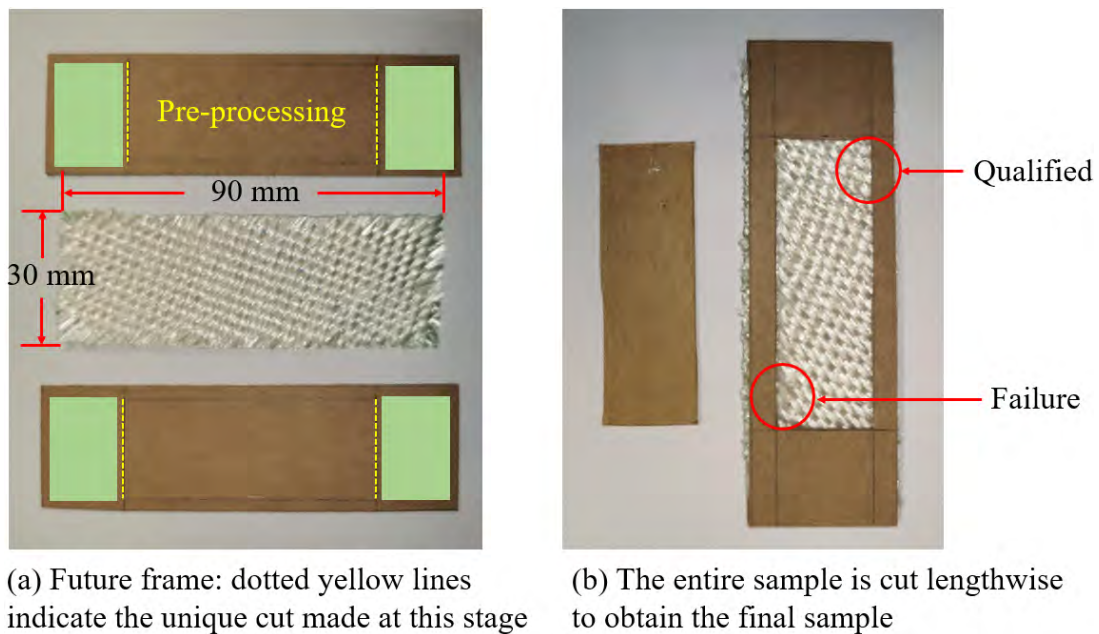 Pre-processing
90 mm
30 mm
Qualified
Failure
(a) Future frame: dotted yellow lines
indicate the unique cut made at this stage
(b) The entire sample is cut lengthwise
to obtain the final sample